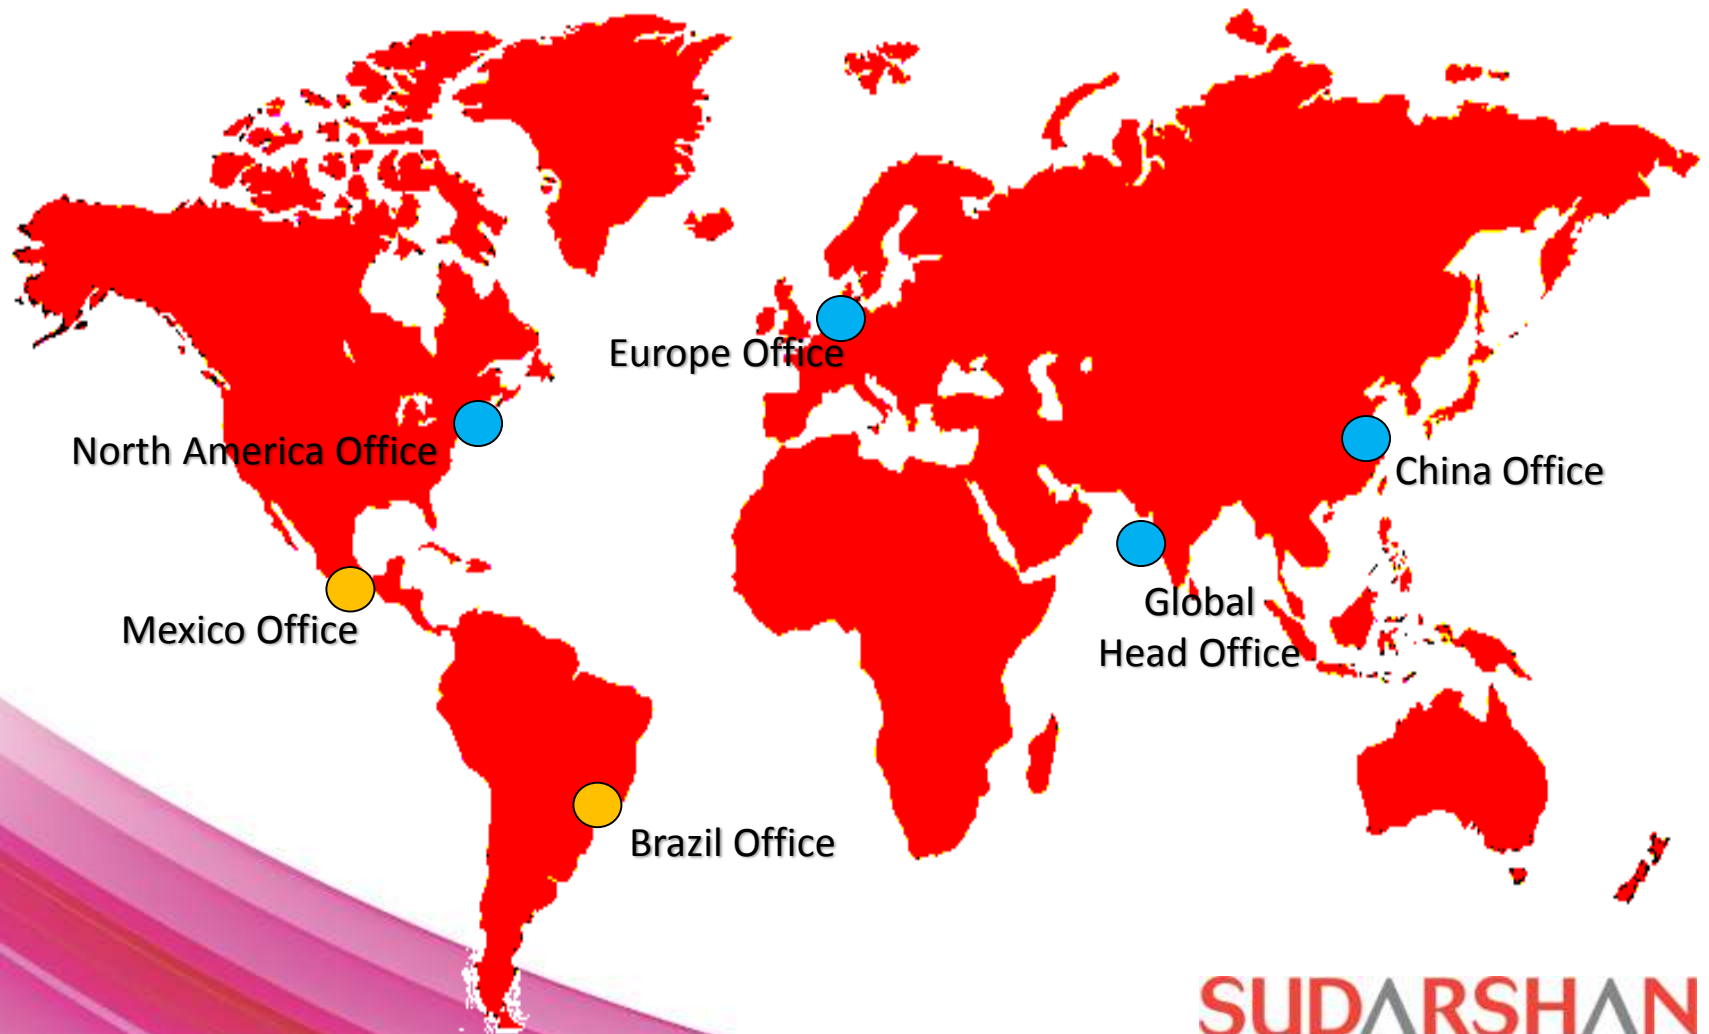 Europe Office
North America Office
China Office
Global
Head Office
Mexico Office
Brazil Office
SUDARSHAN